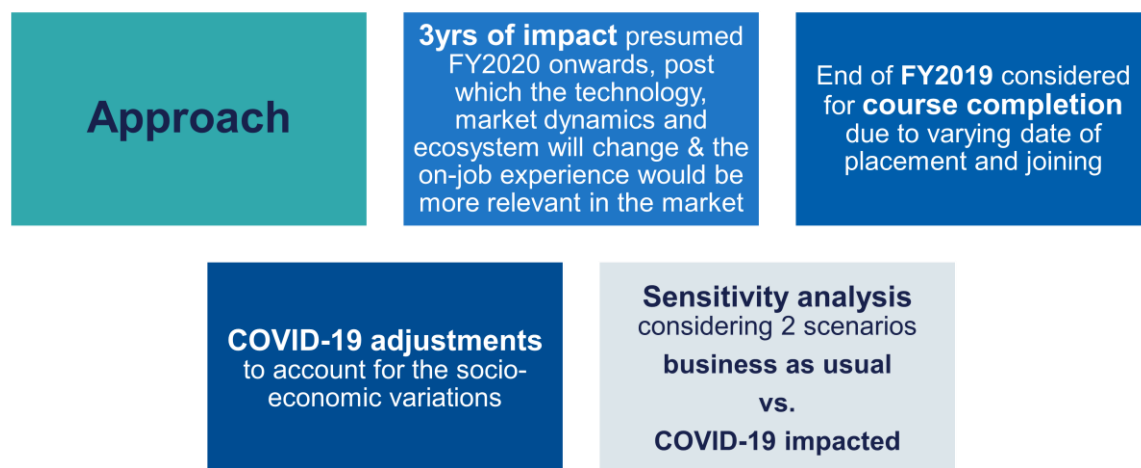 Approach
3yrs of impact presumed
FY2020 onwards, post
which the technology,
market dynamics and
ecosystem will change & the
on-job experience would be
more relevant in the market
End of FY2019 considered
for course completion
due to varying date of
placement and joining
COVID-19 adjustments
to account for the socio-
economic variations
Sensitivity analysis
considering 2 scenarios
business as usual
vs.
COVID-19 impacted